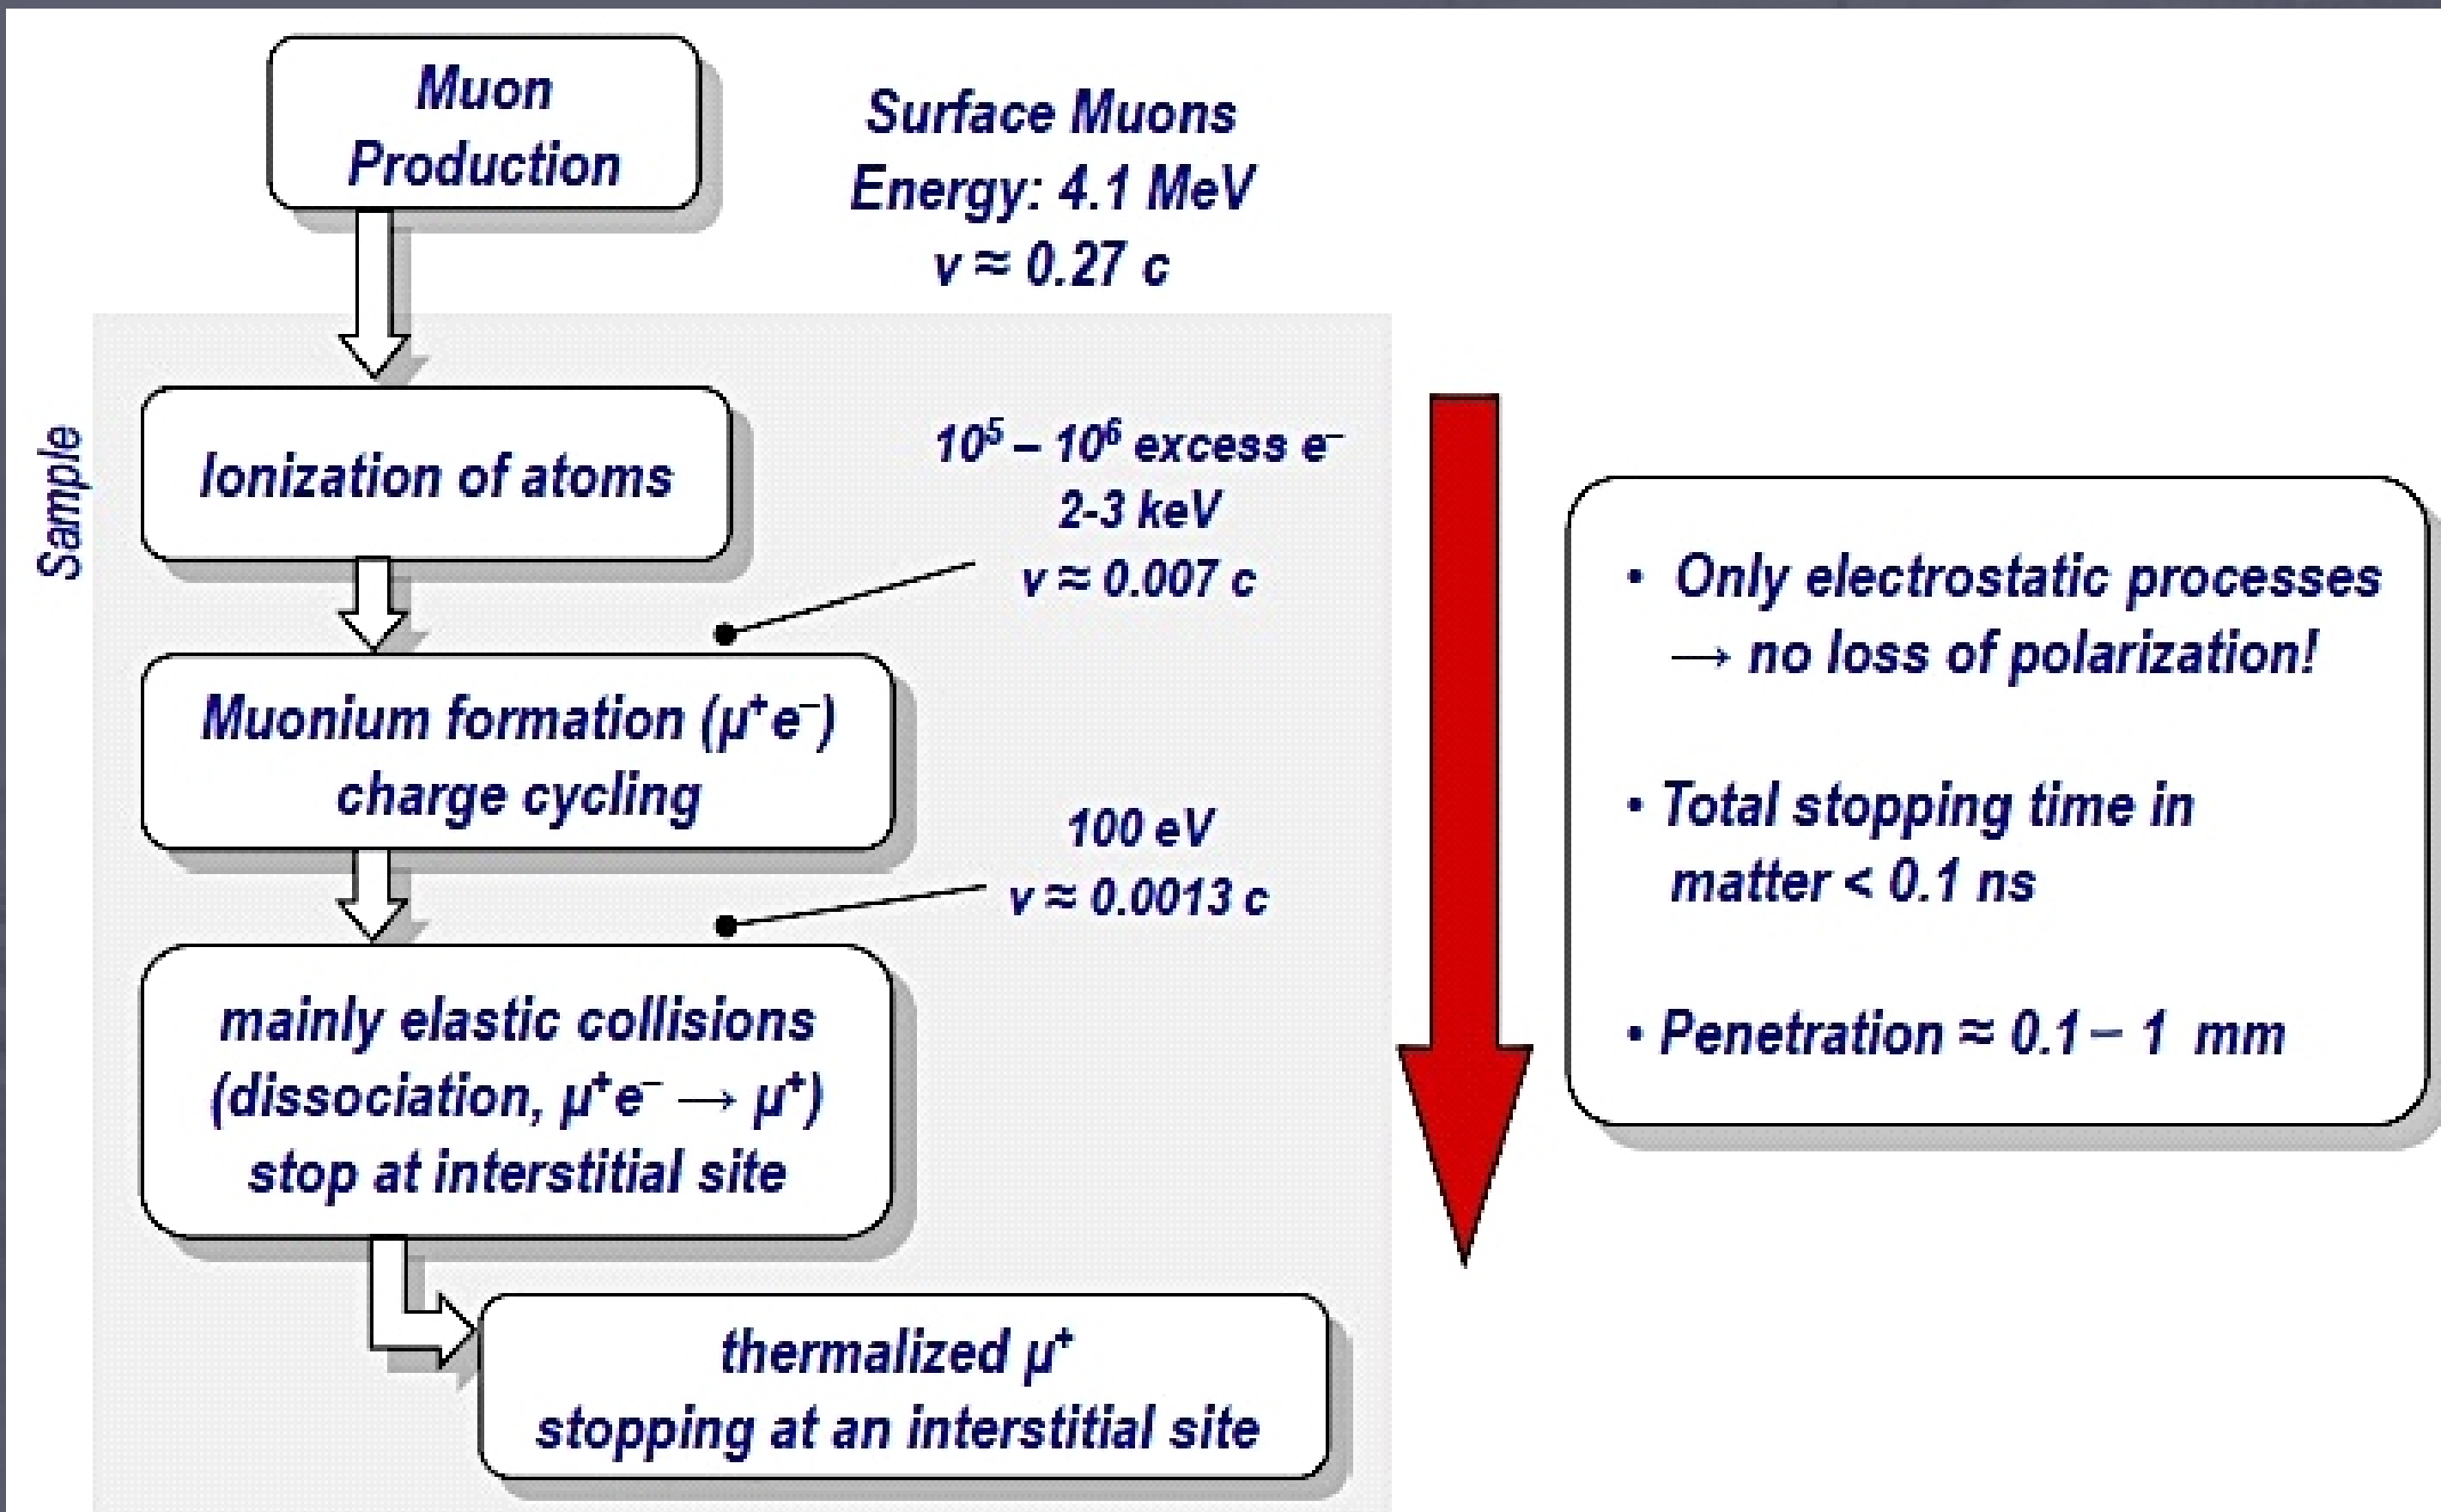 Muon
Production
Surface Muons
Energy: 4.1 MeV
v ≈ 0.27 c
Sample
Ionization of atoms
10⁵ – 10⁶ excess e⁻
2-3 keV
v ≈ 0.007 c
Muonium formation (μ⁺e⁻)
charge cycling
100 eV
v ≈ 0.0013 c
mainly elastic collisions
(dissociation, μ⁺e⁻ → μ⁺)
stop at interstitial site
thermalized μ⁺
stopping at an interstitial site
• Only electrostatic processes
→ no loss of polarization!
• Total stopping time in
matter < 0.1 ns
• Penetration ≈ 0.1 – 1 mm